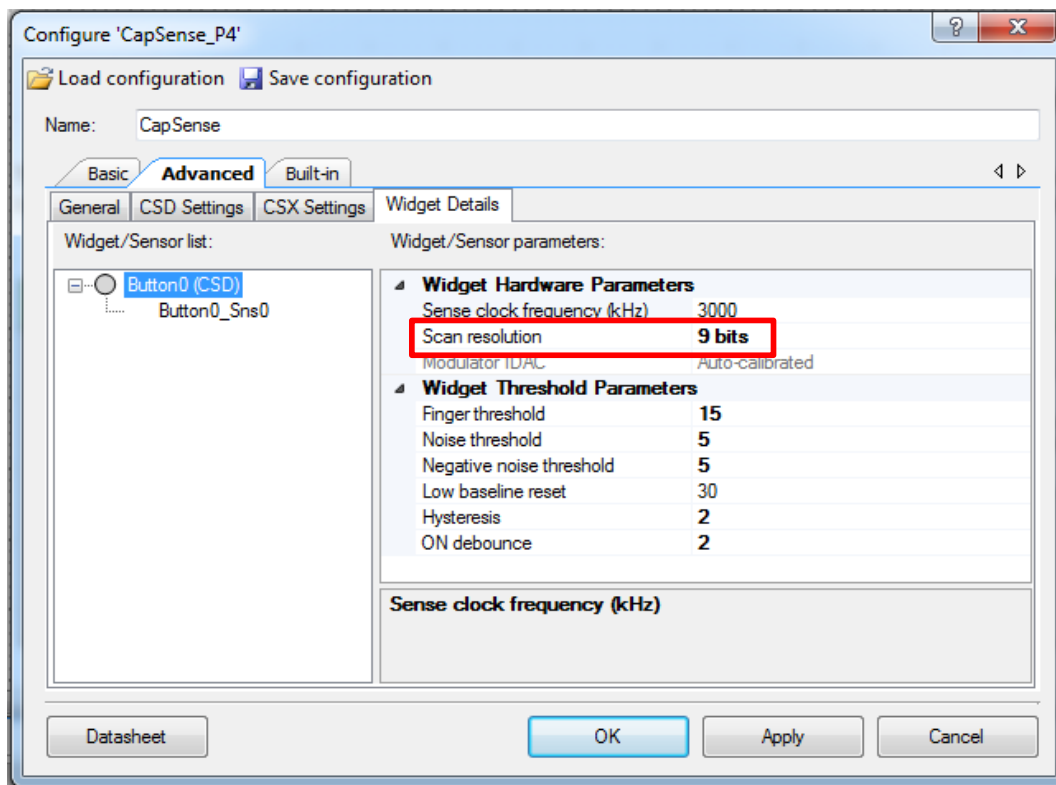 Configure 'CapSense_P4'
Load configuration Save configuration
Name: CapSense
Basic Advanced Built-in
General CSD Settings CSX Settings Widget Details
Widget/Sensor list: Widget/Sensor parameters:
Button0 (CSD)
Button0_Sns0
Widget Hardware Parameters
Sense clock frequency (kHz) 3000
Scan resolution 9 bits
Modulator IDAC Auto-calibrated
Widget Threshold Parameters
Finger threshold 15
Noise threshold 5
Negative noise threshold 5
Low baseline reset 30
Hysteresis 2
ON debounce 2
Sense clock frequency (kHz)
Datasheet OK Apply Cancel